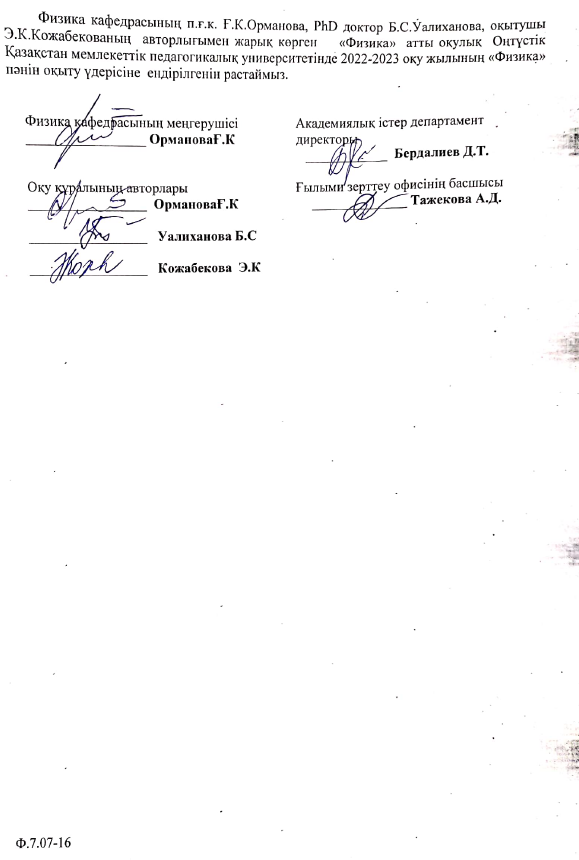 Физика кафедрасының п.ғ.к. Ғ.К.Орманова, PhD доктор Б.С.Уалиханова, оқытушы
Э.К.Кожабекованың авторлығымен жарық көрген «Физика» атты оқулық Оңтүстік
Қазақстан мемлекеттік педагогикалық университетінде 2022-2023 оқу жылының «Физика»
пәнін оқыту үдерісіне ендірілгенін растаймыз.
Физика кафедрасының меңгерушісі
ОрмановаҒ.К
Академиялық істер департамент
директоры
Бердалиев Д.Т.
Оқу құралының авторлары
ОрмановаҒ.К
Уалиханова Б.С
Кожабекова Э.К
Ғылыми зерттеу офисінің басшысы
Тажекова А.Д.
Ф.7.07-16